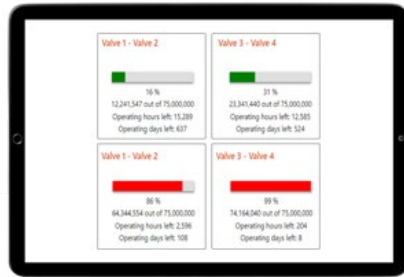 Valve 1 - Valve 2
16 %
12,241,547 out of 75,000,000
Operating hours left: 15,289
Operating days left: 637
Valve 3 - Valve 4
31 %
23,341,440 out of 75,000,000
Operating hours left: 12,585
Operating days left: 524
Valve 1 - Valve 2
86 %
64,344,554 out of 75,000,000
Operating hours left: 2,596
Operating days left: 108
Valve 3 - Valve 4
99 %
74,164,040 out of 75,000,000
Operating hours left: 204
Operating days left: 8